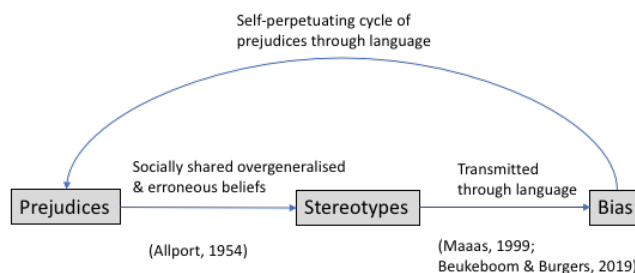 Self-perpetuating cycle of
prejudices through language
Socially shared overgeneralised
& erroneous beliefs
Transmitted
through language
Prejudices
Stereotypes
Bias
(Allport, 1954)
(Maaas, 1999;
Beukeboom & Burgers, 2019)